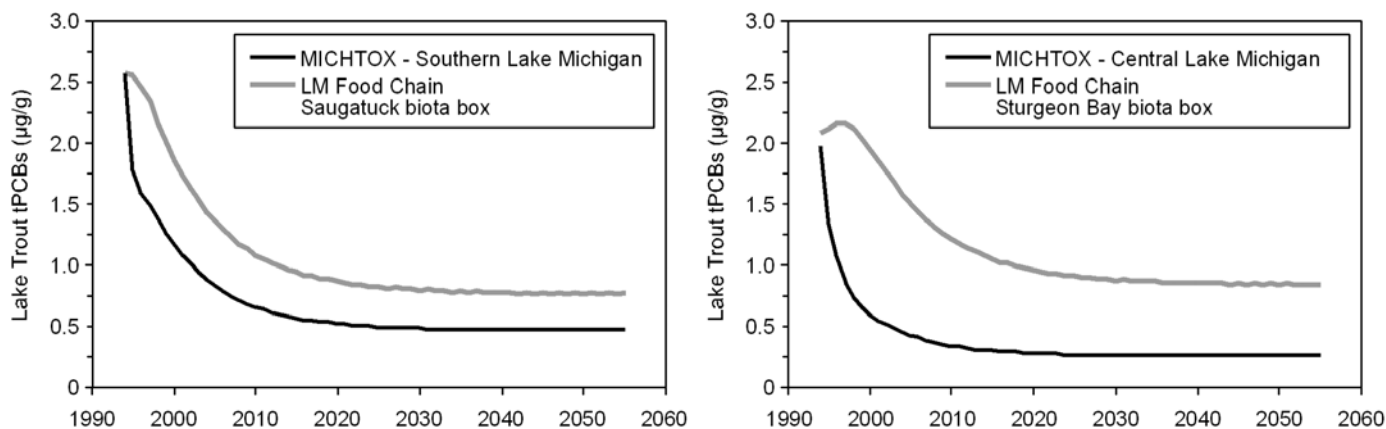 Lake Trout tPCBs (µg/g)
3.0
2.5
2.0
1.5
1.0
0.5
0
MICHTOX - Southern Lake Michigan
LM Food Chain
Saugatuck biota box
1990 2000 2010 2020 2030 2040 2050 2060
Lake Trout tPCBs (µg/g)
3.0
2.5
2.0
1.5
1.0
0.5
0
MICHTOX - Central Lake Michigan
LM Food Chain
Sturgeon Bay biota box
1990 2000 2010 2020 2030 2040 2050 2060